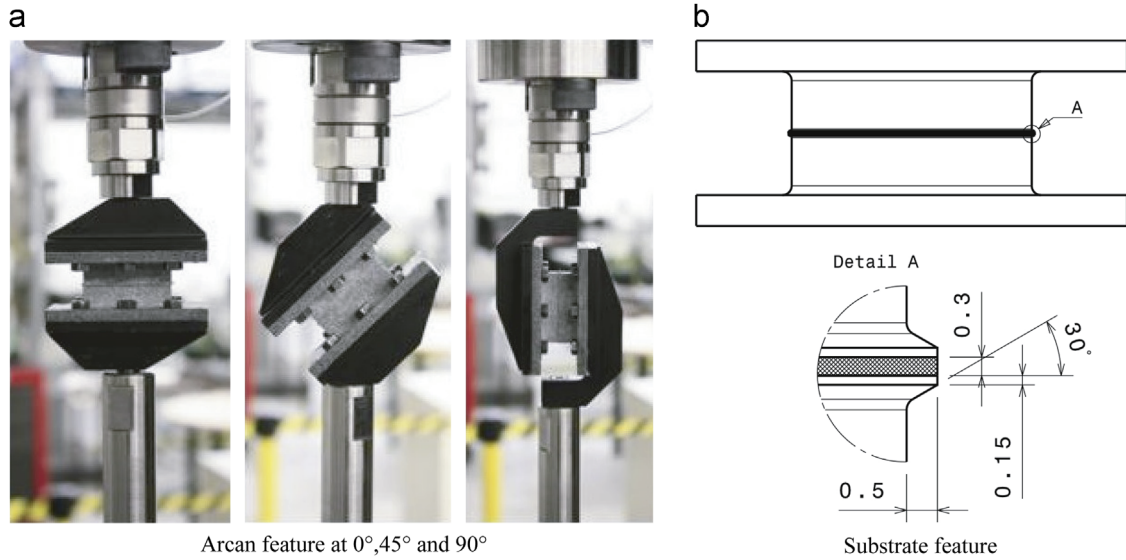 a
b
A
Detail A
0.3
30°
0.5
0.15
Arcan feature at 0°,45° and 90°
Substrate feature